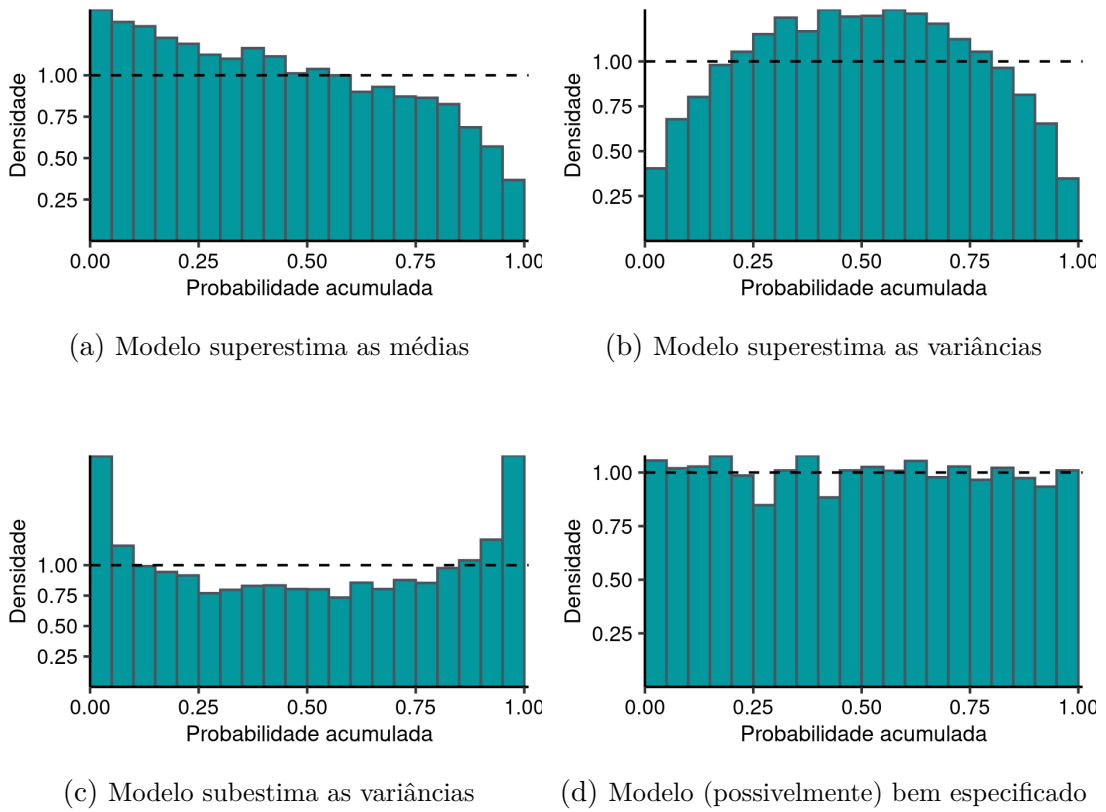 Densidade
1.00
0.75
0.50
0.25
0.00 0.25 0.50 0.75 1.00
Probabilidade acumulada
(a) Modelo superestima as médias
Densidade
1.00
0.75
0.50
0.25
0.00 0.25 0.50 0.75 1.00
Probabilidade acumulada
(b) Modelo superestima as variâncias
Densidade
1.00
0.75
0.50
0.25
0.00 0.25 0.50 0.75 1.00
Probabilidade acumulada
(c) Modelo subestima as variâncias
Densidade
1.00
0.75
0.50
0.25
0.00 0.25 0.50 0.75 1.00
Probabilidade acumulada
(d) Modelo (possivelmente) bem especificado